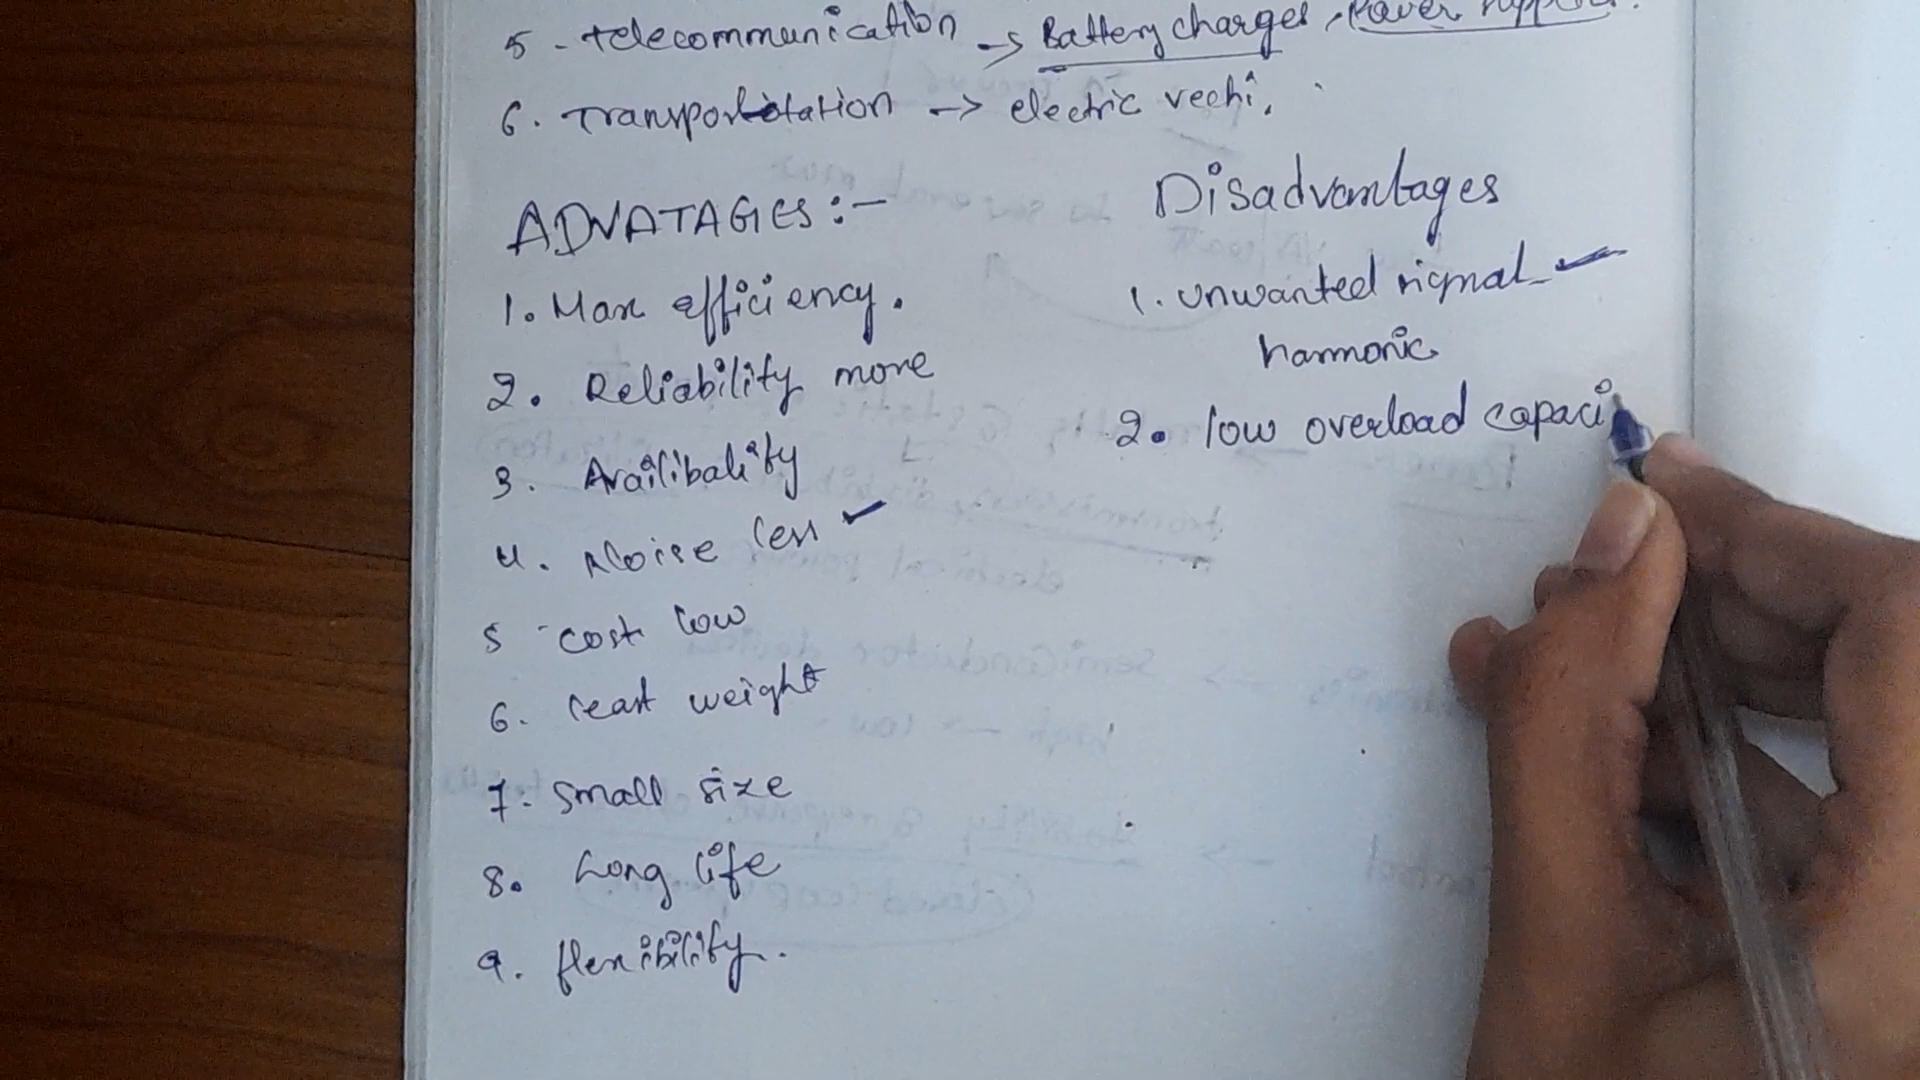 5 - telecommunication → Battery charges, Power
6. Transportatation → electric vechi,
ADVATAGES :-
1. Max efficiency.
2. Reliability more
3. Availibality
4. Noise less ✓
5 - cost low
6. least weight
7. small size
8. Long life
9. flexibility.
Disadvantages
1. unwanted signal ✓
harmonic
2. low overload capaci